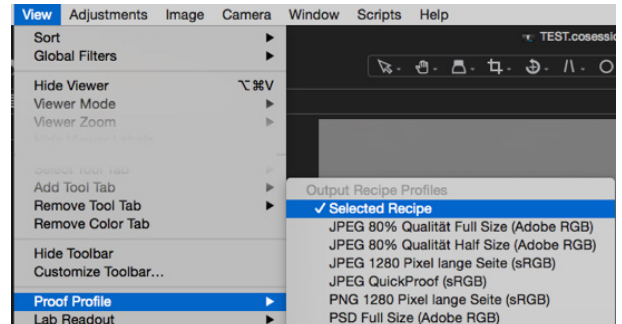 View Adjustments Image Camera Window Scripts Help
TEST.cosessio
Sort
Global Filters
Hide Viewer ⌥⌘V
Viewer Mode
Viewer Zoom
Hide Viewer Labels
Select Tool Tab
Add Tool Tab
Remove Tool Tab
Remove Color Tab
Hide Toolbar
Customize Toolbar...
Proof Profile
Lab Readout
Output Recipe Profiles
✓ Selected Recipe
JPEG 80% Qualität Full Size (Adobe RGB)
JPEG 80% Qualität Half Size (Adobe RGB)
JPEG 1280 Pixel lange Seite (sRGB)
JPEG QuickProof (sRGB)
PNG 1280 Pixel lange Seite (sRGB)
PSD Full Size (Adobe RGB)